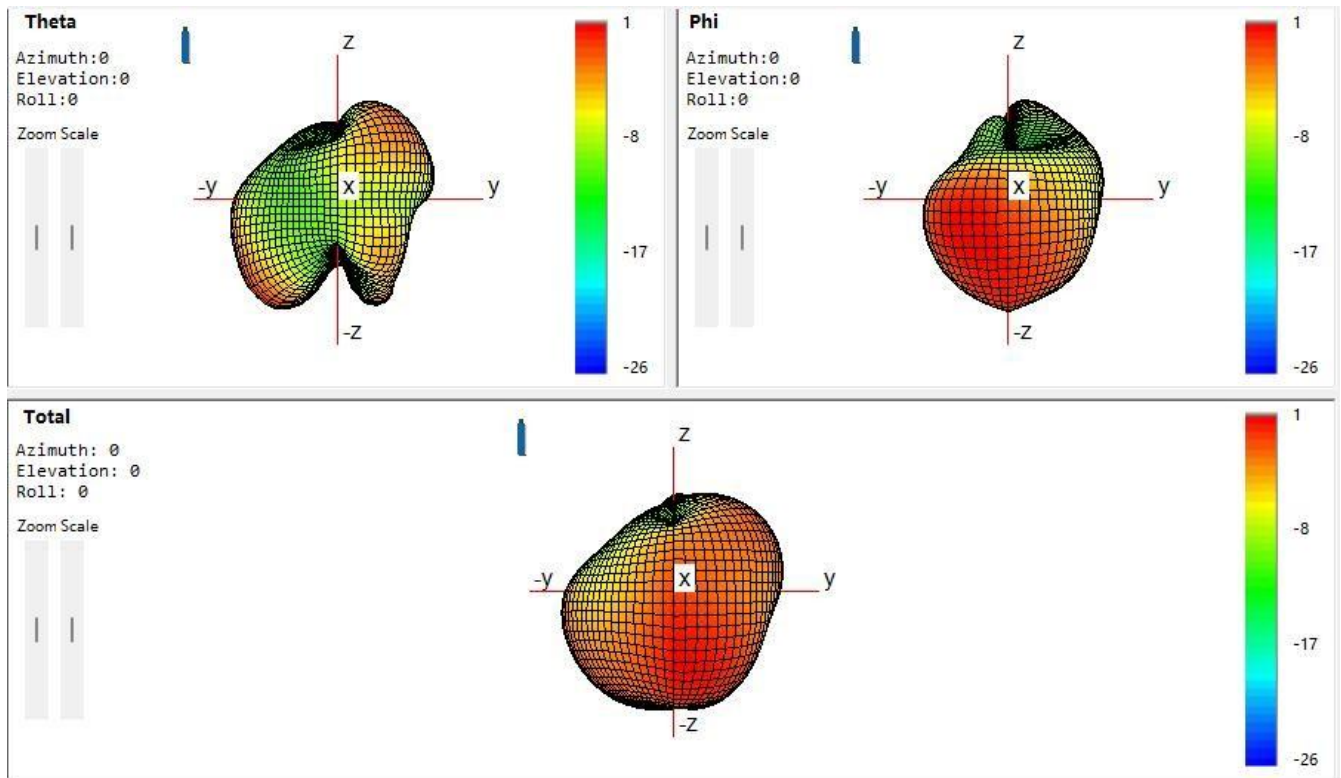 Theta
Azimuth:0
Elevation:0
Roll:0
Zoom Scale
Z
-y
X
y
-Z
1
-8
-17
-26
Phi
Azimuth:0
Elevation:0
Roll:0
Zoom Scale
Z
-y
X
y
-Z
1
-8
-17
-26
Total
Azimuth: 0
Elevation: 0
Roll: 0
Zoom Scale
Z
-y
X
y
-Z
1
-8
-17
-26